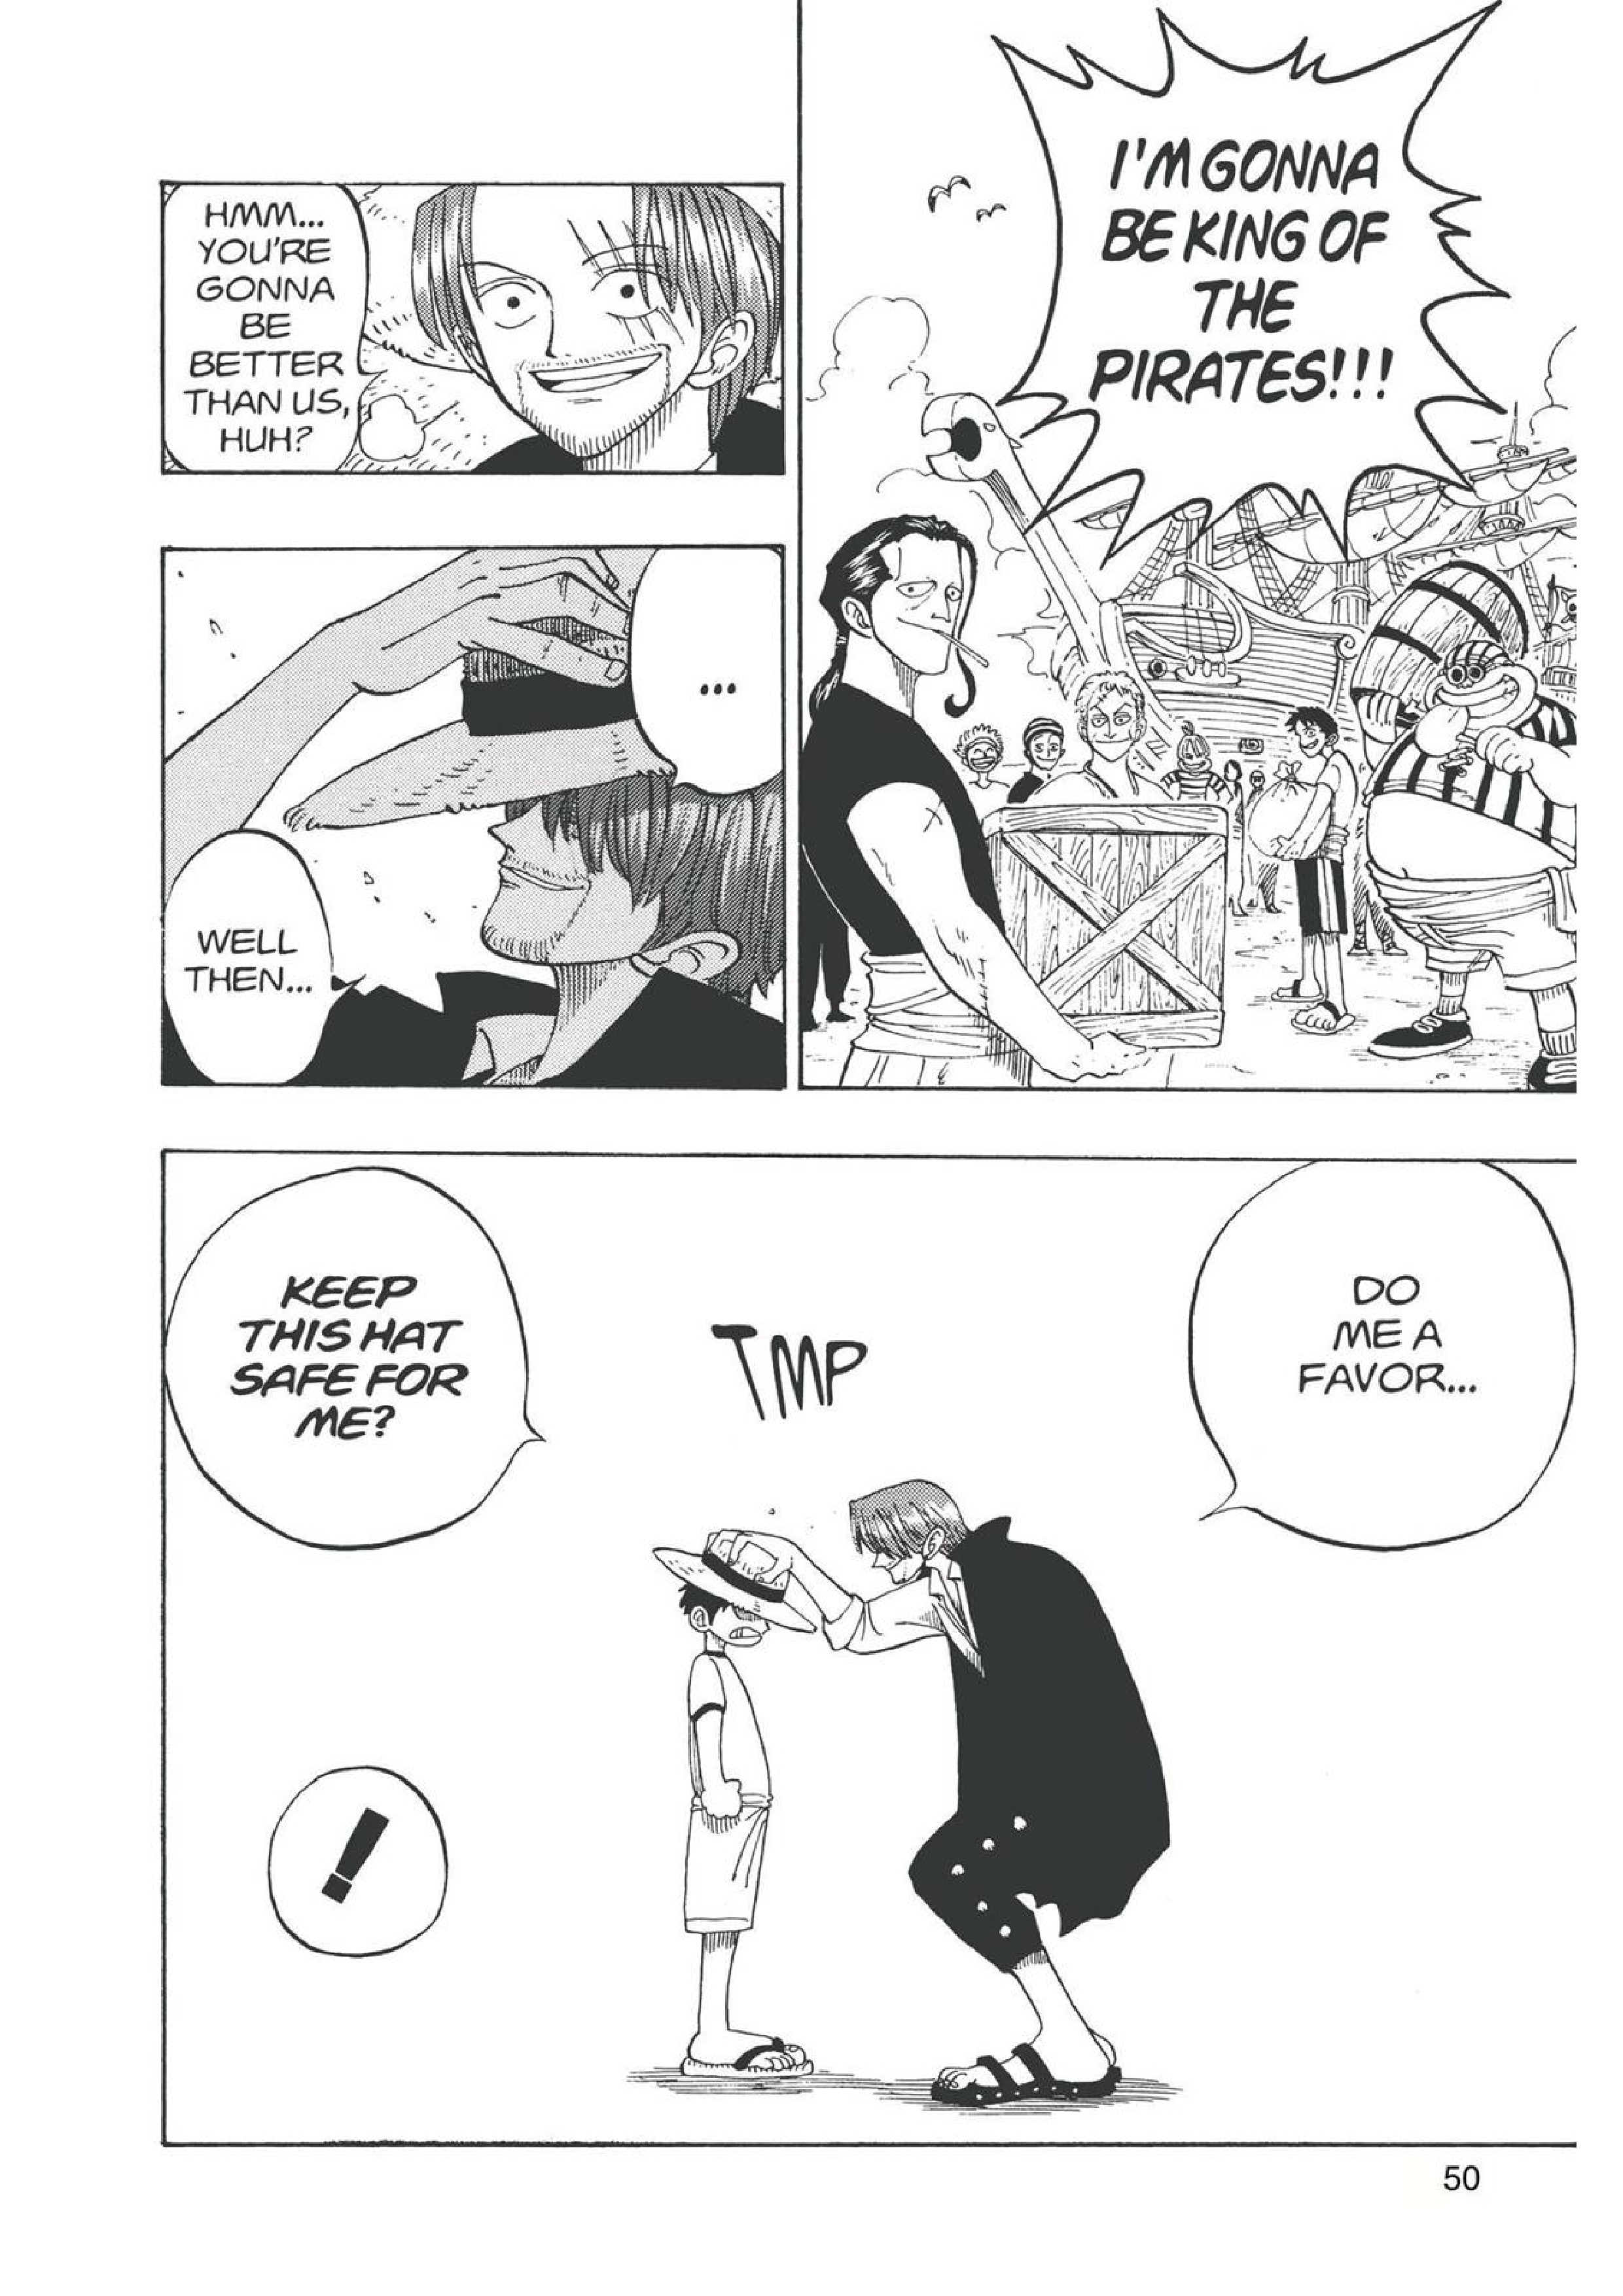 I'M GONNA
BE KING OF
THE
PIRATES!!!
HMM...
YOU'RE
GONNA
BE
BETTER
THAN US,
HUH?
...
WELL
THEN...
DO
ME A
FAVOR...
TMP
KEEP
THIS HAT
SAFE FOR
ME?
!
50